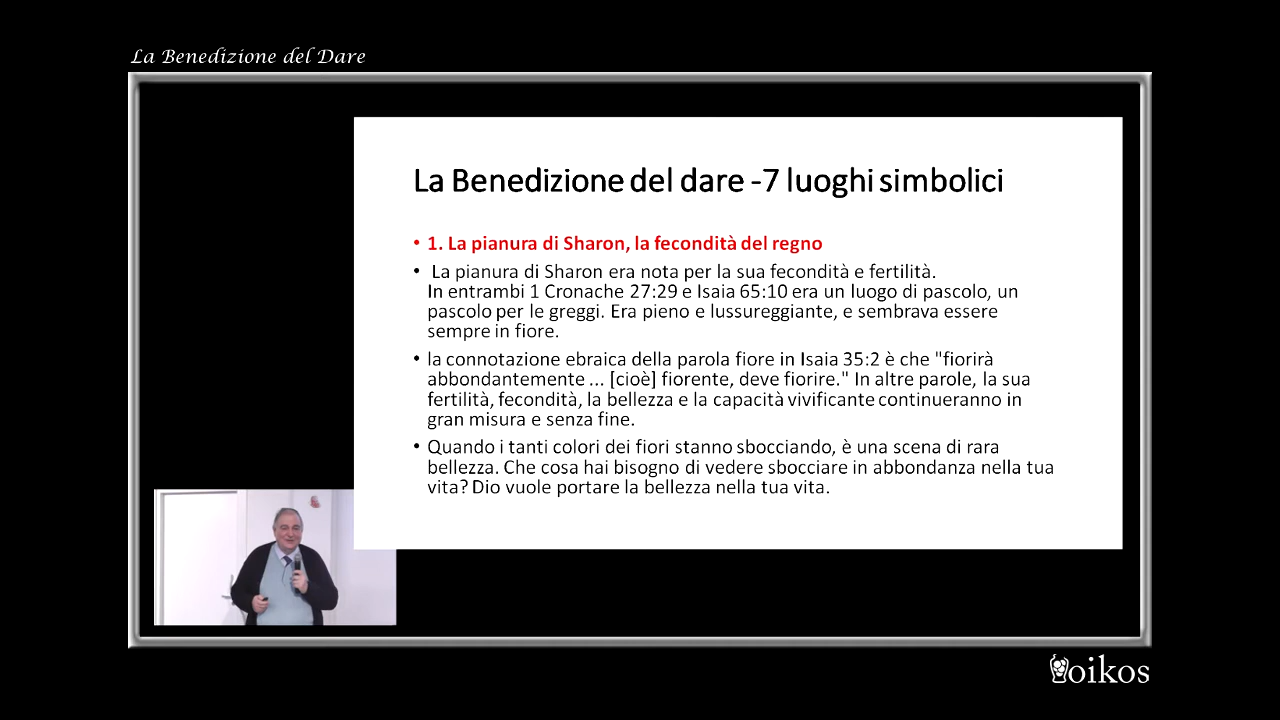 La Benedizione del Dare
La Benedizione del dare -7 luoghi simbolici
• 1. La pianura di Sharon, la fecondità del regno
• La pianura di Sharon era nota per la sua fecondità e fertilità.
In entrambi 1 Cronache 27:29 e Isaia 65:10 era un luogo di pascolo, un
pascolo per le greggi. Era pieno e lussureggiante, e sembrava essere
sempre in fiore.
• la connotazione ebraica della parola fiore in Isaia 35:2 è che "fiorirà
abbondantemente ... [cioè] fiorente, deve fiorire." In altre parole, la sua
fertilità, fecondità, la bellezza e la capacità vivificante continueranno in
gran misura e senza fine.
• Quando i tanti colori dei fiori stanno sbocciando, è una scena di rara
bellezza. Che cosa hai bisogno di vedere sbocciare in abbondanza nella tua
vita? Dio vuole portare la bellezza nella tua vita.
oikos